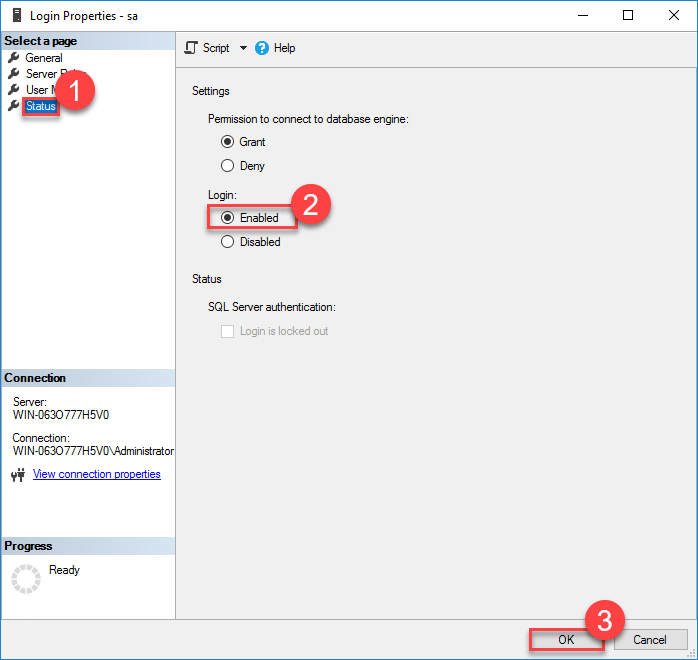 Login Properties - sa
Select a page
General
Server
User
Status
1
Script
Help
Settings
Permission to connect to database engine:
Grant
Deny
Login:
Enabled
2
Disabled
Status
SQL Server authentication:
Login is locked out
Connection
Server:
WIN-063O777H5V0
Connection:
WIN-063O777H5V0\Administrator
View connection properties
Progress
Ready
3
OK
Cancel